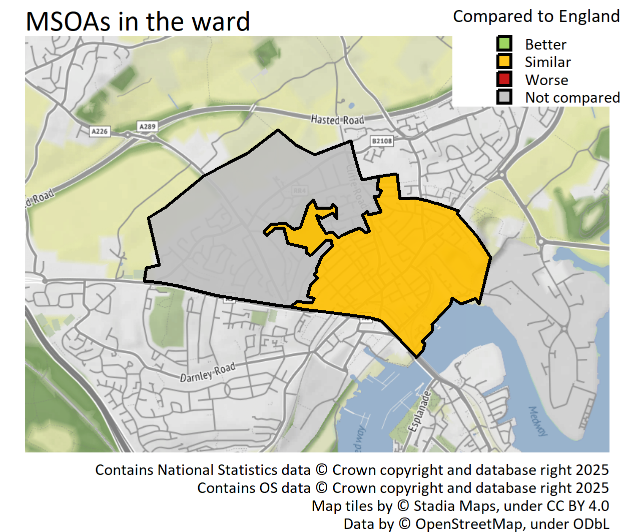 MSOAs in the ward
Compared to England
Better
Similar
Worse
Not compared
Hasted Road
A289
A226
B2108
d Road
Darnley Road
Esplanade
Medway
dway
Contains National Statistics data © Crown copyright and database right 2025
Contains OS data © Crown copyright and database right 2025
Map tiles by © Stadia Maps, under CC BY 4.0
Data by © OpenStreetMap, under ODbL